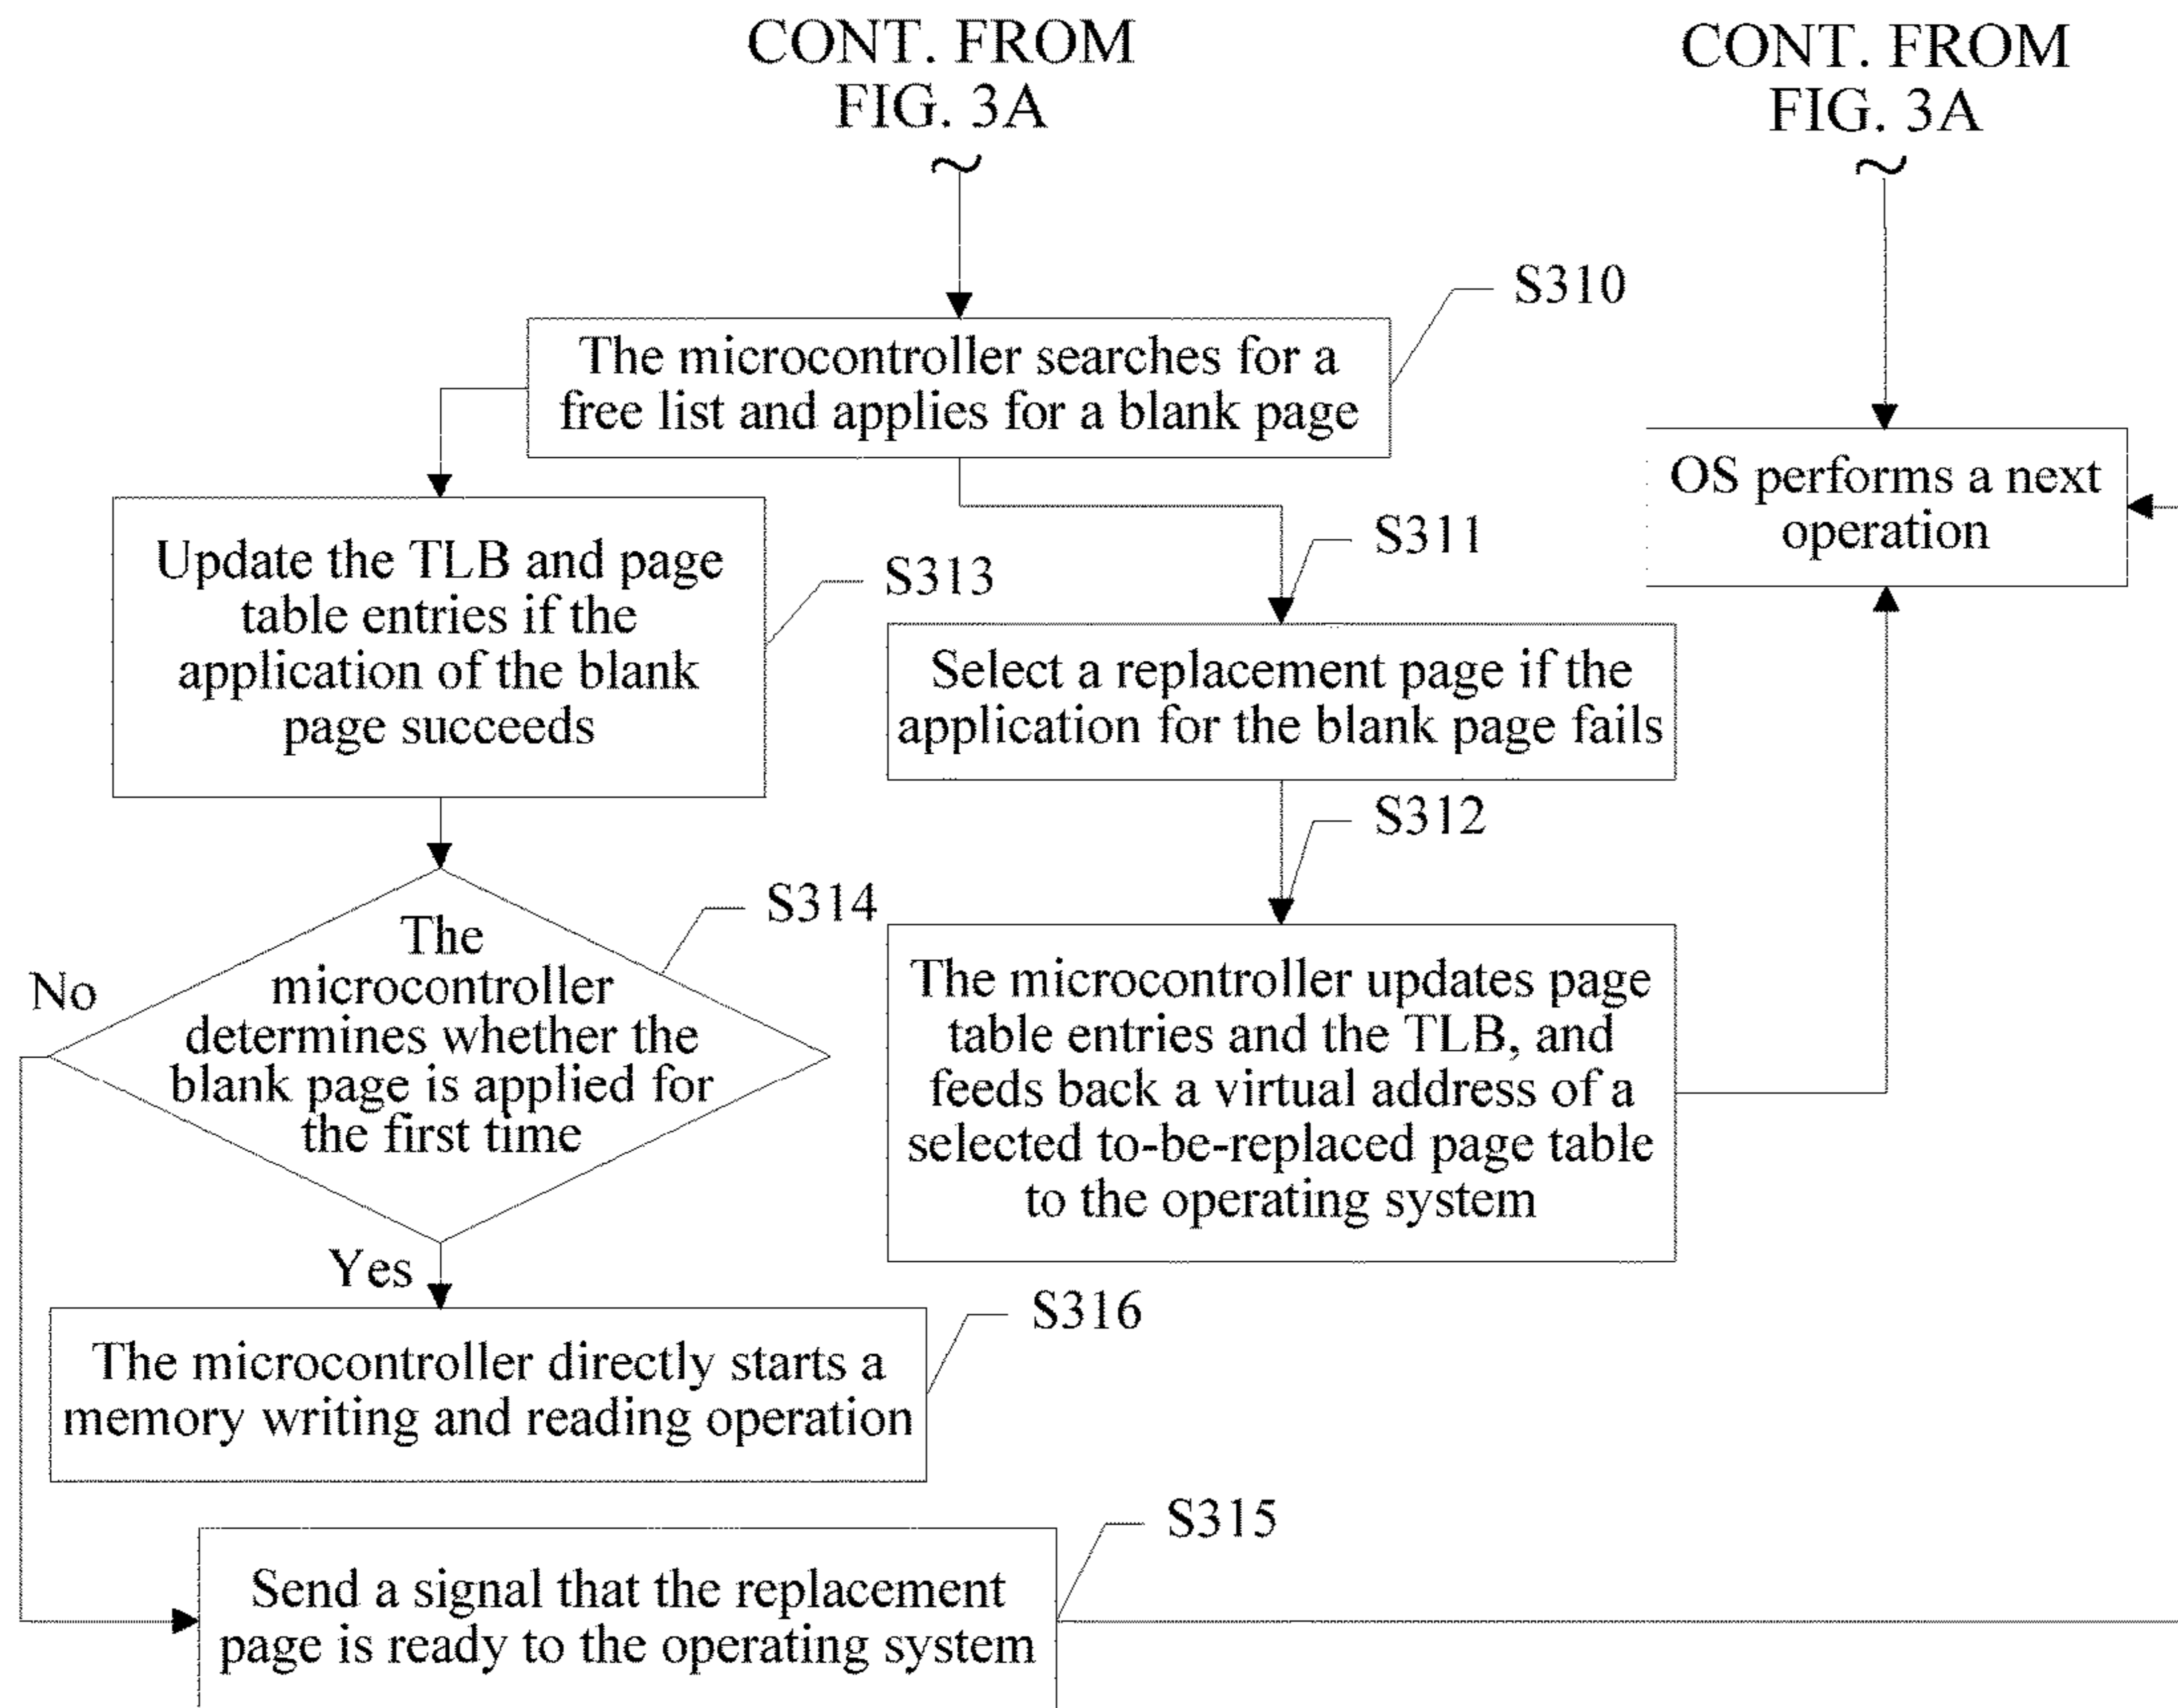 CONT. FROM
FIG. 3A
CONT. FROM
FIG. 3A
S310
The microcontroller searches for a
free list and applies for a blank page
OS performs a next
operation
S311
S313
Update the TLB and page
table entries if the
application of the blank
page succeeds
Select a replacement page if the
application for the blank page fails
S312
S314
The
microcontroller
determines whether the
blank page is applied for
the first time
No
Yes
The microcontroller updates page
table entries and the TLB, and
feeds back a virtual address of a
selected to-be-replaced page table
to the operating system
S316
The microcontroller directly starts a
memory writing and reading operation
S315
Send a signal that the replacement
page is ready to the operating system